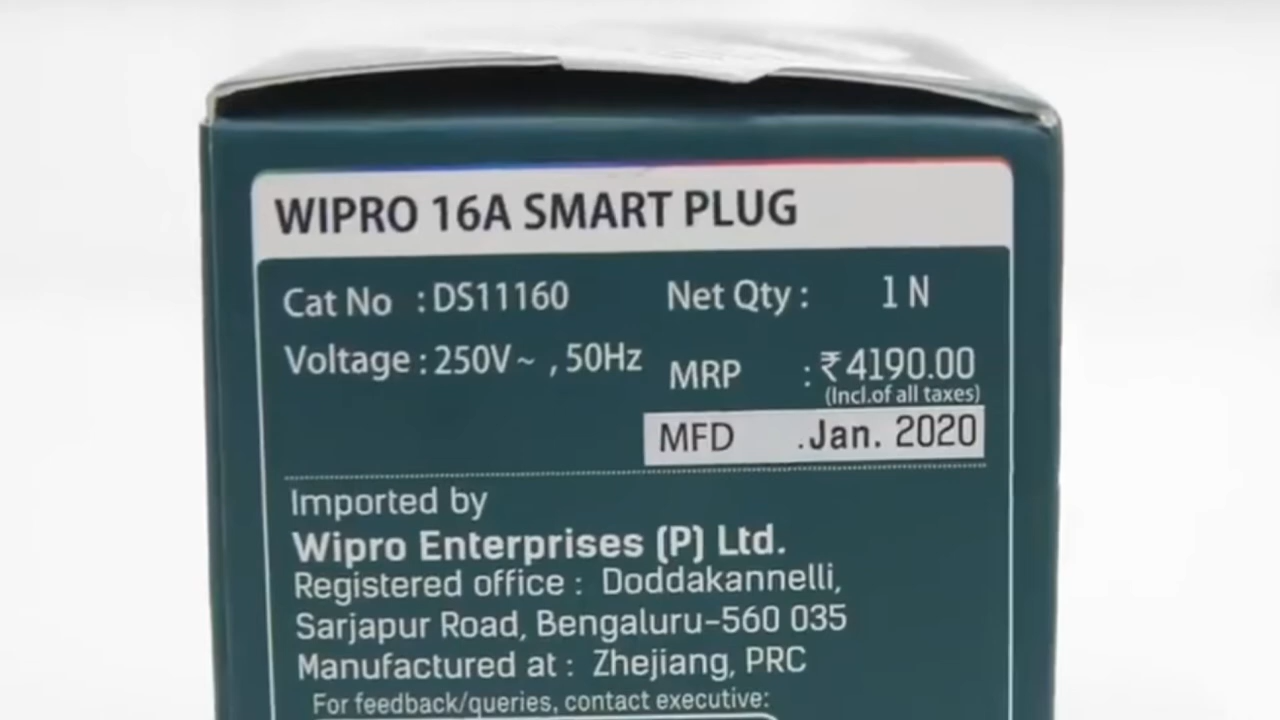 WIPRO 16A SMART PLUG
Cat No : DS11160 Net Qty : 1 N
Voltage : 250V ~ , 50Hz MRP : ₹ 4190.00
(Incl.of all taxes)
MFD .Jan. 2020
Imported by
Wipro Enterprises (P) Ltd.
Registered office : Doddakannelli,
Sarjapur Road, Bengaluru-560 035
Manufactured at : Zhejiang, PRC
For feedback/queries, contact executive: